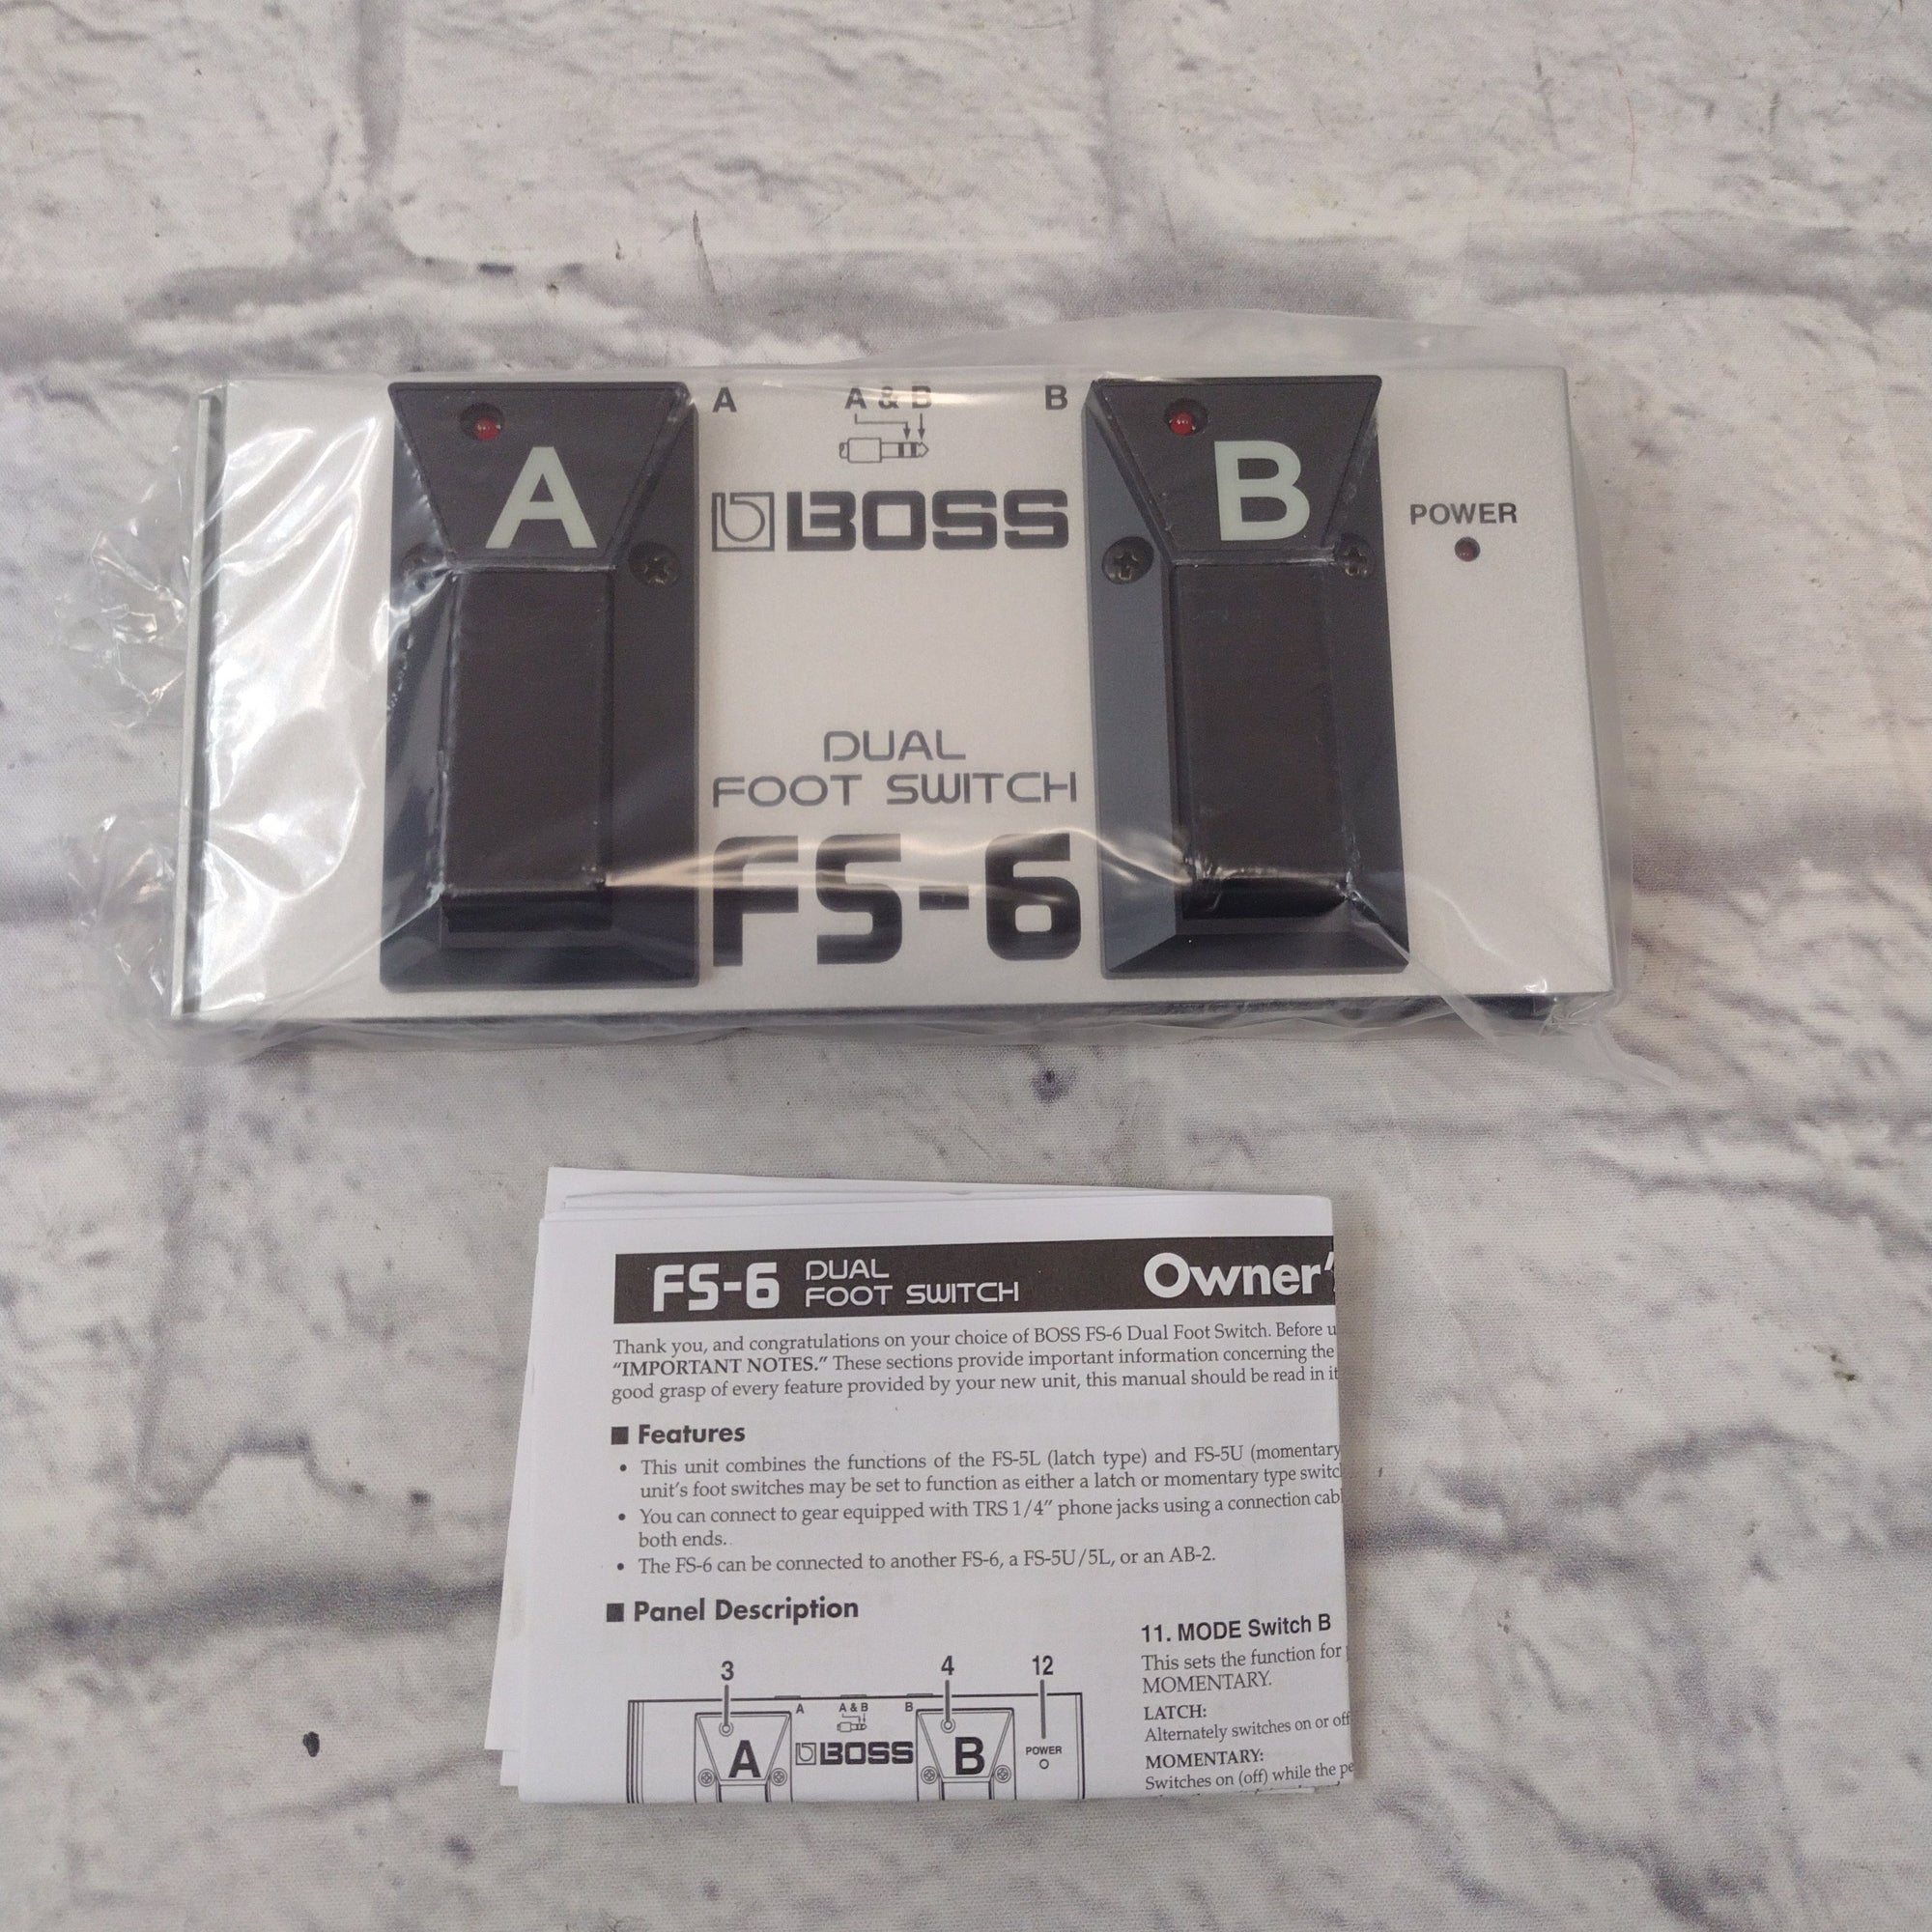 A A & B B
A
B
BOSS
POWER
DUAL
FOOT SWITCH
FS-6
FS-6 DUAL FOOT SWITCH Owner'
Thank you, and congratulations on your choice of BOSS FS-6 Dual Foot Switch. Before u
“IMPORTANT NOTES.” These sections provide important information concerning the
good grasp of every feature provided by your new unit, this manual should be read in it
■ Features
• This unit combines the functions of the FS-5L (latch type) and FS-5U (momentary
unit’s foot switches may be set to function as either a latch or momentary type switc
• You can connect to gear equipped with TRS 1/4” phone jacks using a connection cab
both ends.
• The FS-6 can be connected to another FS-6, a FS-5U/5L, or an AB-2.
■ Panel Description
3 4 12
A A & B B
A BOSS B POWER
11. MODE Switch B
This sets the function for
MOMENTARY.
LATCH:
Alternately switches on or off
MOMENTARY:
Switches on (off) while the pe